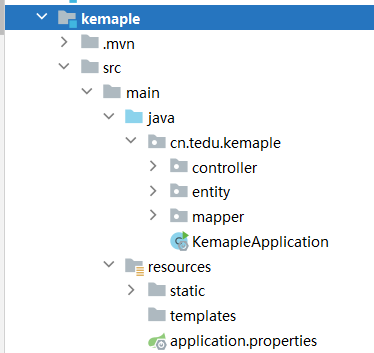 kemaple
.mvn
src
main
java
cn.tedu.kemaple
controller
entity
mapper
KemapleApplication
resources
static
templates
application.properties